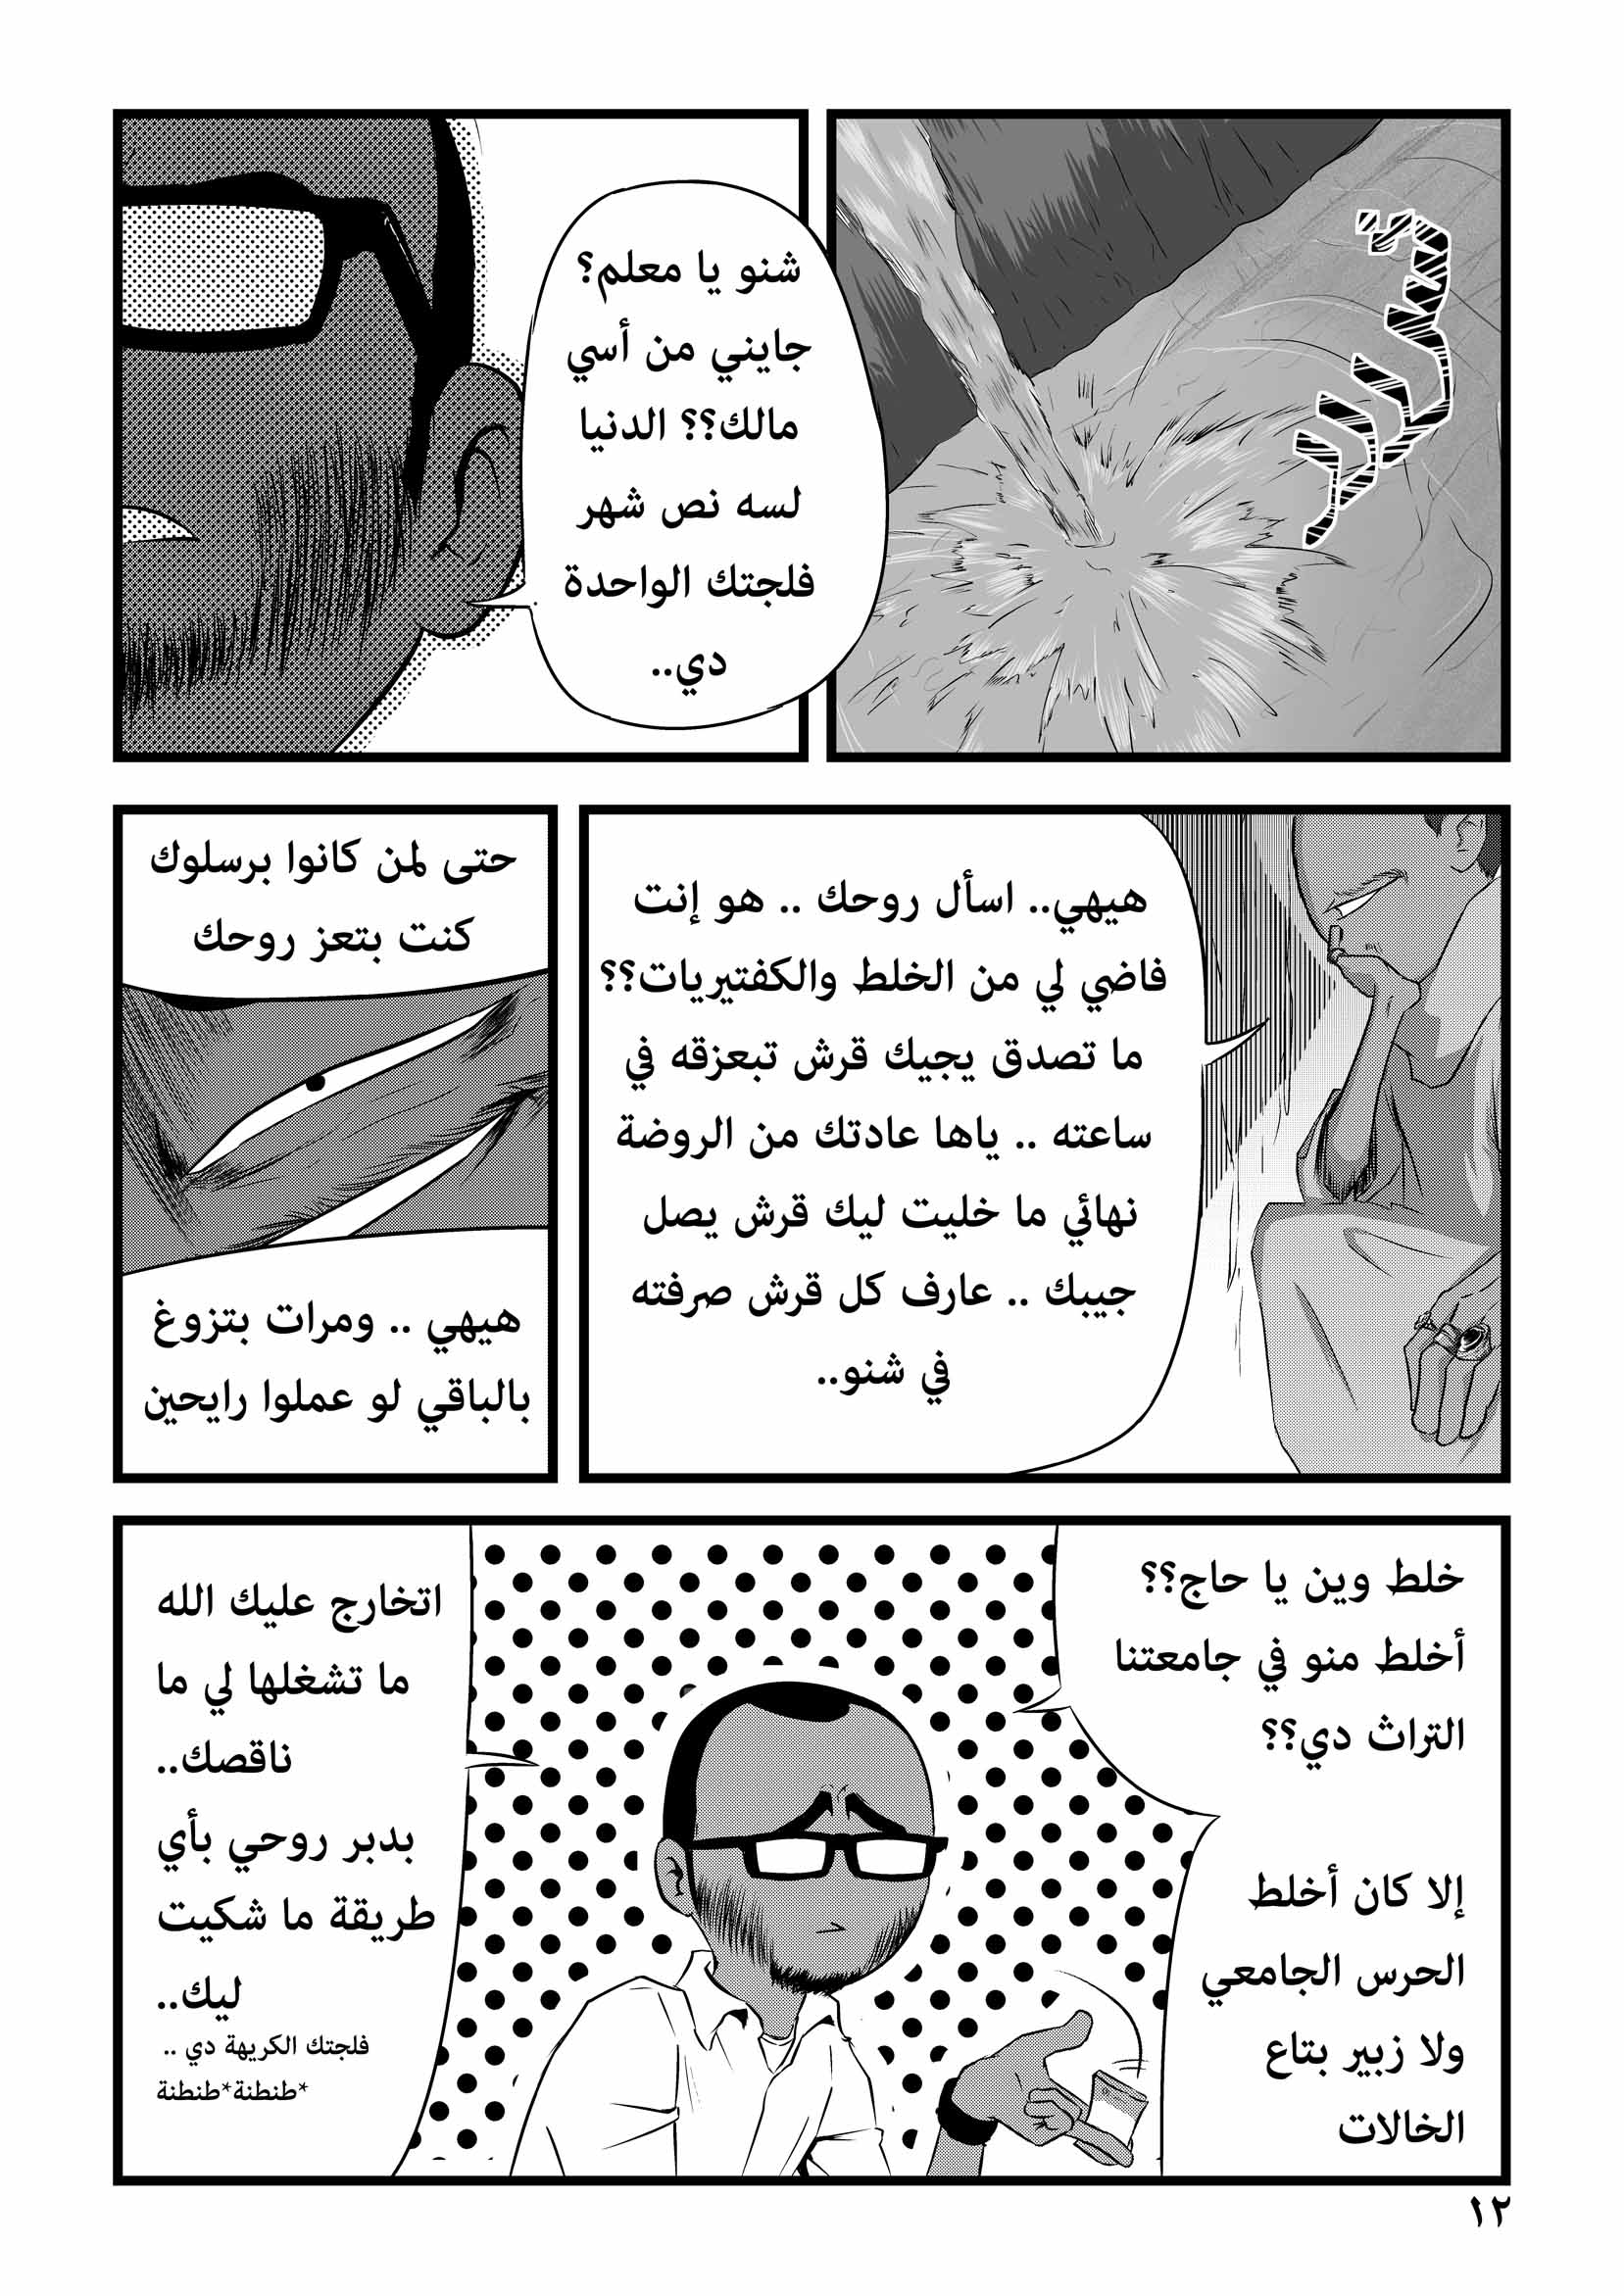 شنو يا معلم؟
جايني من أسي
مالك؟؟ الدنيا
لسه نص شهر
فلجتك الواحدة
دي..
هيهي.. اسأل روحك .. هو إنت
فاضي لي من الخلط والكفتيريات؟؟
ما تصدق يجيك قرش تبعزقه في
ساعته .. ياها عادتك من الروضة
نهائي ما خليت ليك قرش يصل
جيبك .. عارف كل قرش صرفته
في شنو..
حتى لمن كانوا برسلوك
كنت بتعز روحك
هيهي .. ومرات بتزوغ
بالباقي لو عملوا رايحين
خلط وين يا حاج؟؟
أخلط منو في جامعتنا
التراث دي؟؟
إلا كان أخلط
الحرس الجامعي
ولا زبير بتاع
الخالات
اتخارج عليك الله
ما تشغلها لي ما
ناقصك..
بدبر روحي بأي
طريقة ما شكيت
ليك..
فلجتك الكريهة دي ..
*طنطنة*طنطنة
١٢